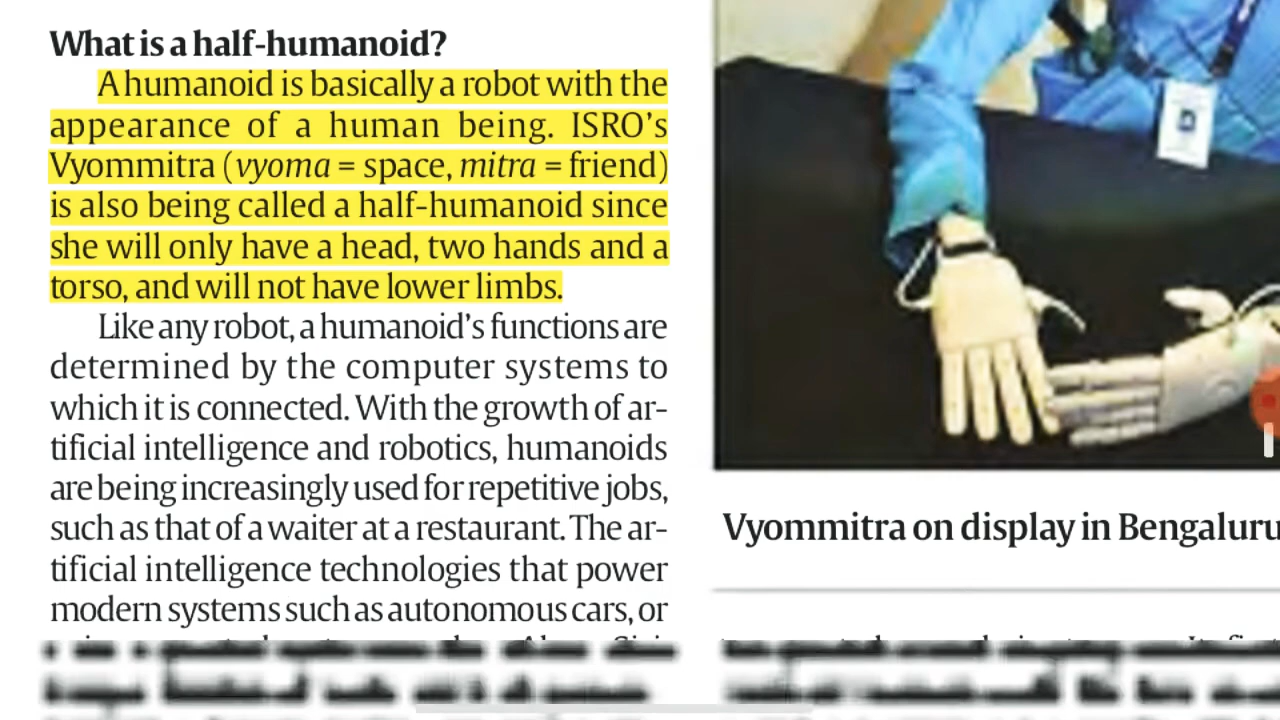 What is a half-humanoid?
A humanoid is basically a robot with the
appearance of a human being. ISRO's
Vyommitra (vyoma = space, mitra = friend)
is also being called a half-humanoid since
she will only have a head, two hands and a
torso, and will not have lower limbs.
Like any robot, a humanoid's functions are
determined by the computer systems to
which it is connected. With the growth of ar-
tificial intelligence and robotics, humanoids
are being increasingly used for repetitive jobs,
such as that of a waiter at a restaurant. The ar-
tificial intelligence technologies that power
modern systems such as autonomous cars, or
Vyommitra on display in Bengaluru